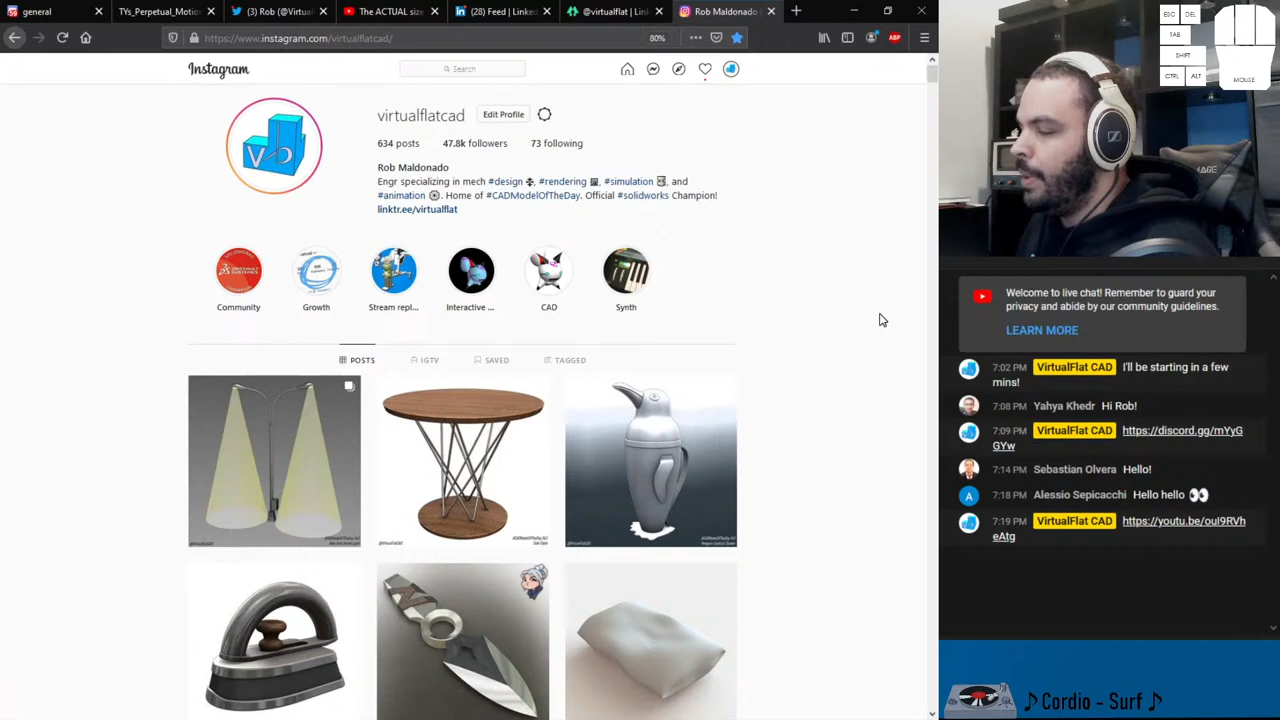 general
TYs_Perpetual_Motion
(3) Rob (@Virtual
The ACTUAL size
(28) Feed | Linked
@virtualflat | Link
Rob Maldonado
https://www.instagram.com/virtualflatcad/
80%
ABP
Instagram
Search
virtualflatcad
Edit Profile
634 posts
47.8k followers
73 following
Rob Maldonado
Engr specializing in mech #design, #rendering, #simulation, and
#animation. Home of #CADModelOfTheDay. Official #solidworks Champion!
linktr.ee/virtualflat
Community
Growth
Stream repl...
Interactive ...
CAD
Synth
POSTS
IGTV
SAVED
TAGGED
ESC
DEL
TAB
SHIFT
CTRL
ALT
MOUSE
Welcome to live chat! Remember to guard your
privacy and abide by our community guidelines.
LEARN MORE
7:02 PM VirtualFlat CAD I'll be starting in a few
mins!
7:08 PM Yahya Khedr Hi Rob!
7:09 PM VirtualFlat CAD https://discord.gg/mYyG
GYw
7:14 PM Sebastian Olvera Hello!
A
7:18 PM Alessio Sepicacchi Hello hello 👀
7:19 PM VirtualFlat CAD https://youtu.be/ouI9RVh
eAtg
♪ Cordio - Surf ♪